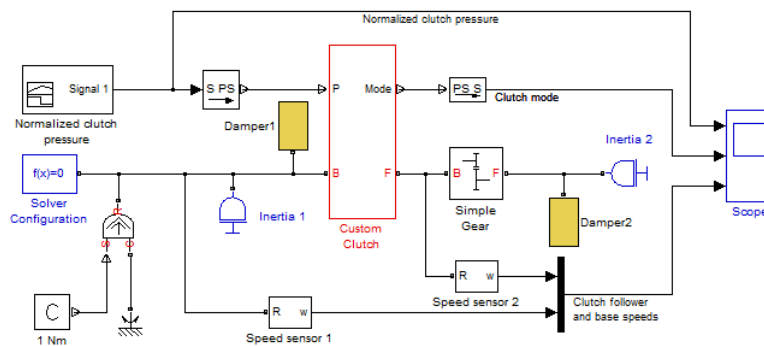 Normalized clutch pressure
Signal 1
Normalized clutch
pressure
S PS
P
Mode
PS S
Clutch mode
Damper1
Inertia 2
f(x)=0
Solver
Configuration
Inertia 1
B
F
Custom
Clutch
B
F
Simple
Gear
Damper2
Scope
R
S
C
C
1 Nm
R
w
Speed sensor 2
R
w
Speed sensor 1
Clutch follower
and base speeds